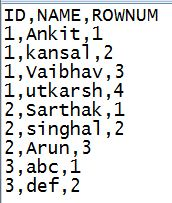 ID,NAME,ROWNUM
1,Ankit,1
1,kansal,2
1,Vaibhav,3
1,utkarsh,4
2,Sarthak,1
2,singhal,2
2,Arun,3
3,abc,1
3,def,2